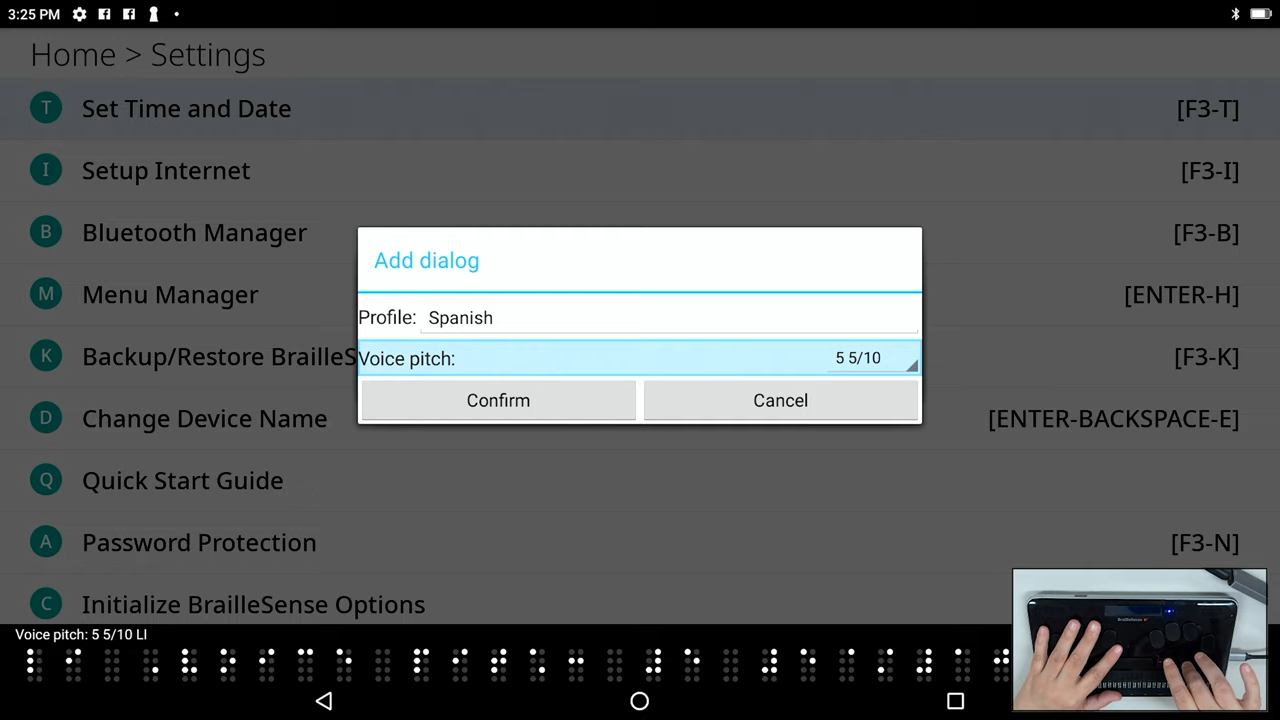 3:25 PM
Home > Settings
T Set Time and Date [F3-T]
I Setup Internet [F3-I]
B Bluetooth Manager [F3-B]
M Menu Manager [ENTER-H]
K Backup/Restore BrailleS [F3-K]
D Change Device Name [ENTER-BACKSPACE-E]
Q Quick Start Guide
A Password Protection [F3-N]
C Initialize BrailleSense Options
Add dialog
Profile: Spanish
Voice pitch: 5 5/10
Confirm Cancel
Voice pitch: 5 5/10 LI